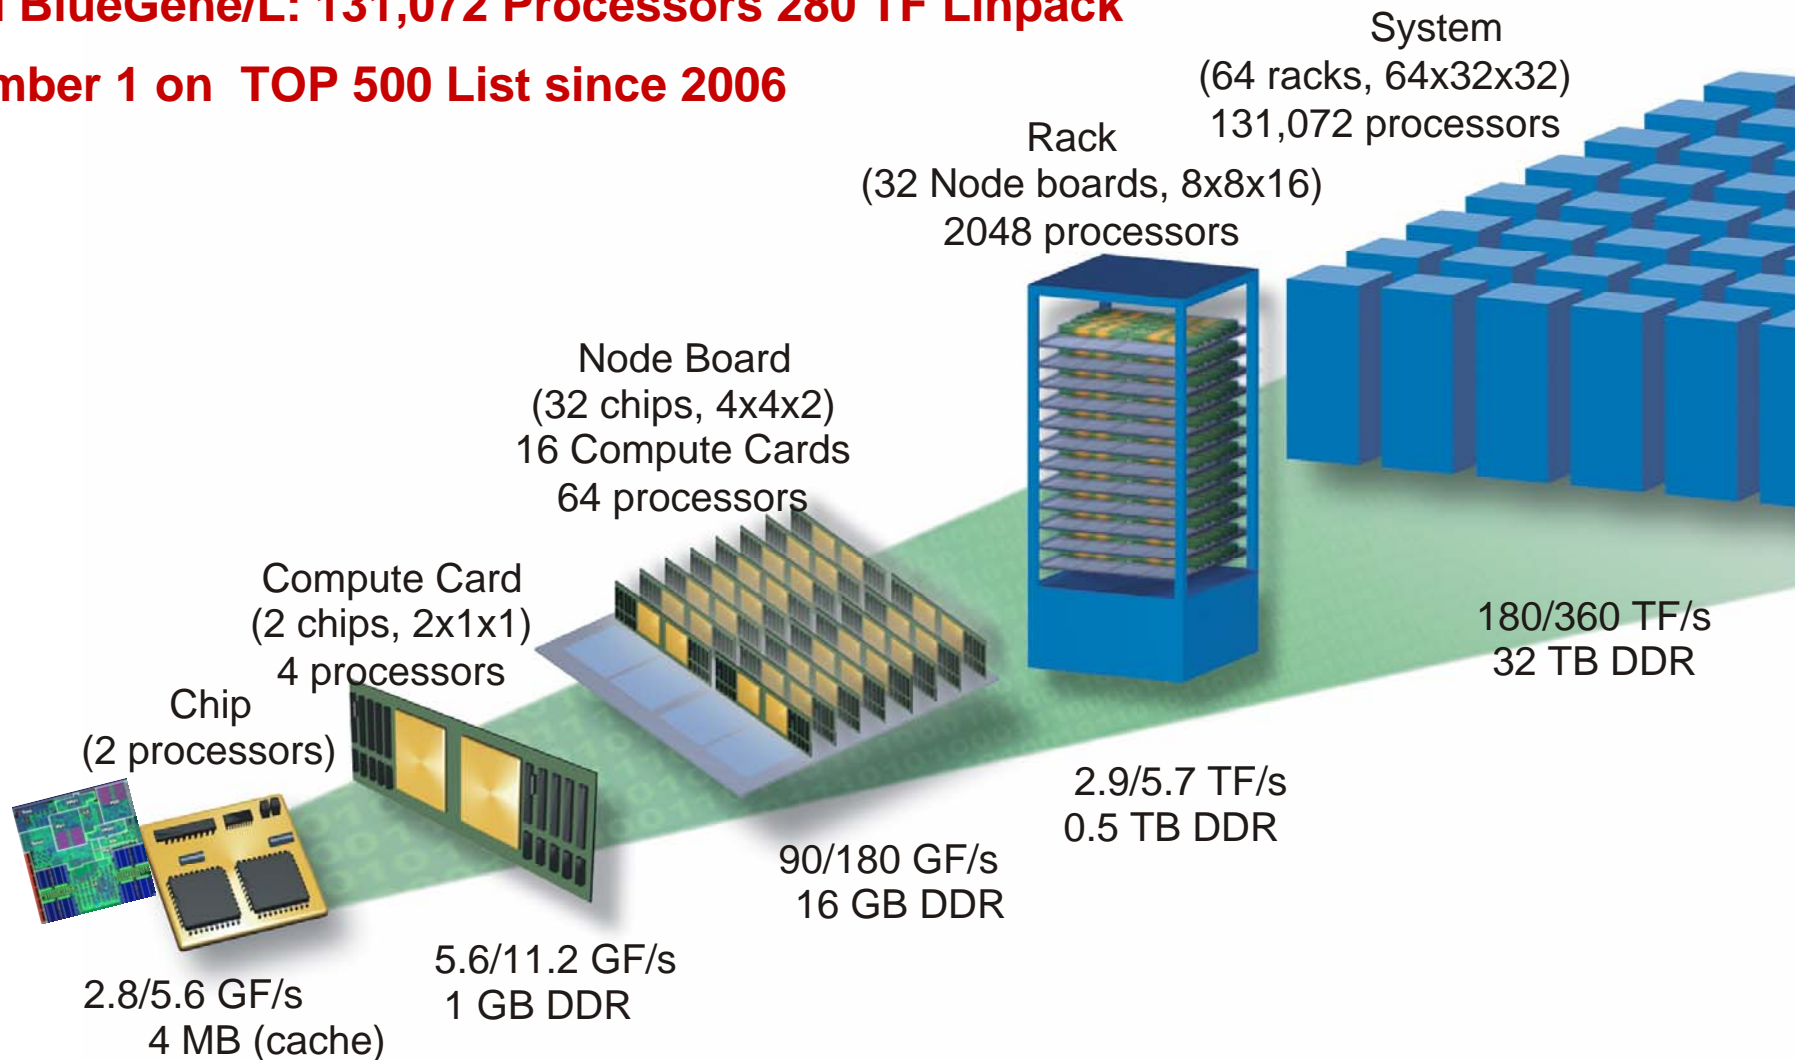 BlueGene/L: 131,072 Processors 280 TF Linpack
1 on TOP 500 List since 2006
System
(64 racks, 64x32x32)
131,072 processors
Rack
(32 Node boards, 8x8x16)
2048 processors
Node Board
(32 chips, 4x4x2)
16 Compute Cards
64 processors
Compute Card
(2 chips, 2x1x1)
4 processors
Chip
(2 processors)
180/360 TF/s
32 TB DDR
2.9/5.7 TF/s
0.5 TB DDR
90/180 GF/s
16 GB DDR
5.6/11.2 GF/s
1 GB DDR
2.8/5.6 GF/s
4 MB (cache)